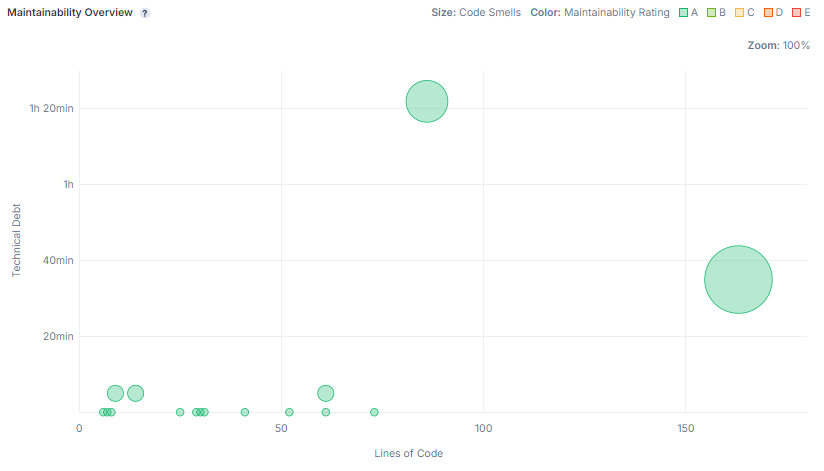 Maintainability Overview ?
Size: Code Smells Color: Maintainability Rating A B C D E
Zoom: 100%
1h 20min
1h
40min
20min
Technical Debt
0 50 100 150
Lines of Code